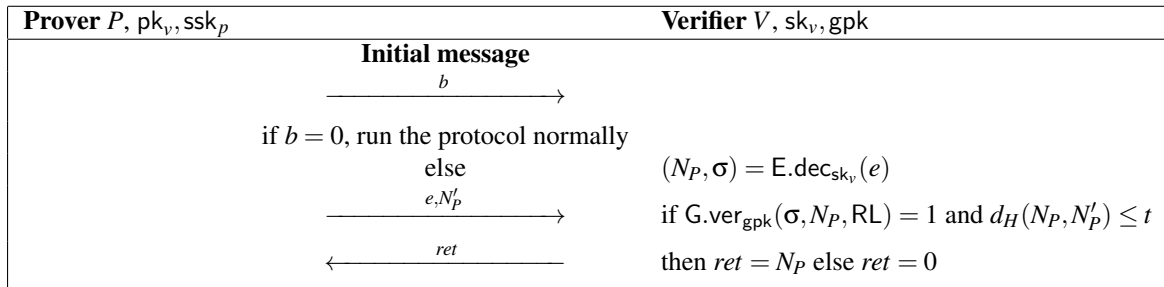 Prover P, pk_v, ssk_p Verifier V, sk_v, gpk
Initial message
b
if b = 0, run the protocol normally
else (N_P, σ) = E.dec_{sk_v}(e)
e, N'_P if G.ver_{gpk}(σ, N_P, RL) = 1 and d_H(N_P, N'_P) ≤ t
ret then ret = N_P else ret = 0